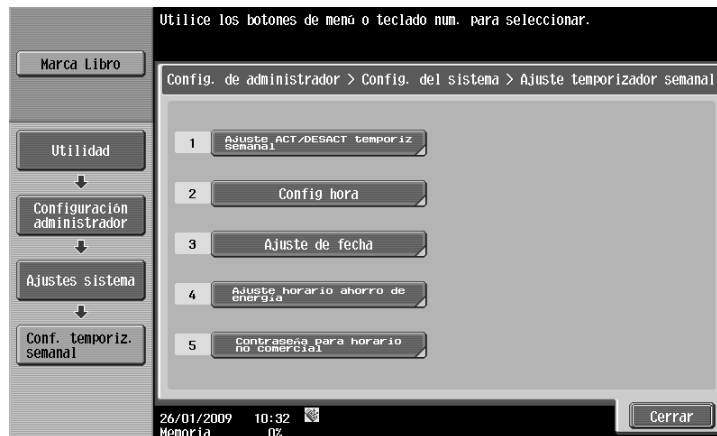 Utilice los botones de menú o teclado num. para seleccionar.
Marca Libro
Config. de administrador > Config. del sistema > Ajuste temporizador semanal
Utilidad
Configuración
administrador
Ajustes sistema
Conf. temporiz.
semanal
1 Ajuste ACT/DESACT temporiz
semanal
2 Config hora
3 Ajuste de fecha
4 Ajuste horario ahorro de
energía
5 Contraseña para horario
no comercial
26/01/2009 10:32
Memoria 0%
Cerrar